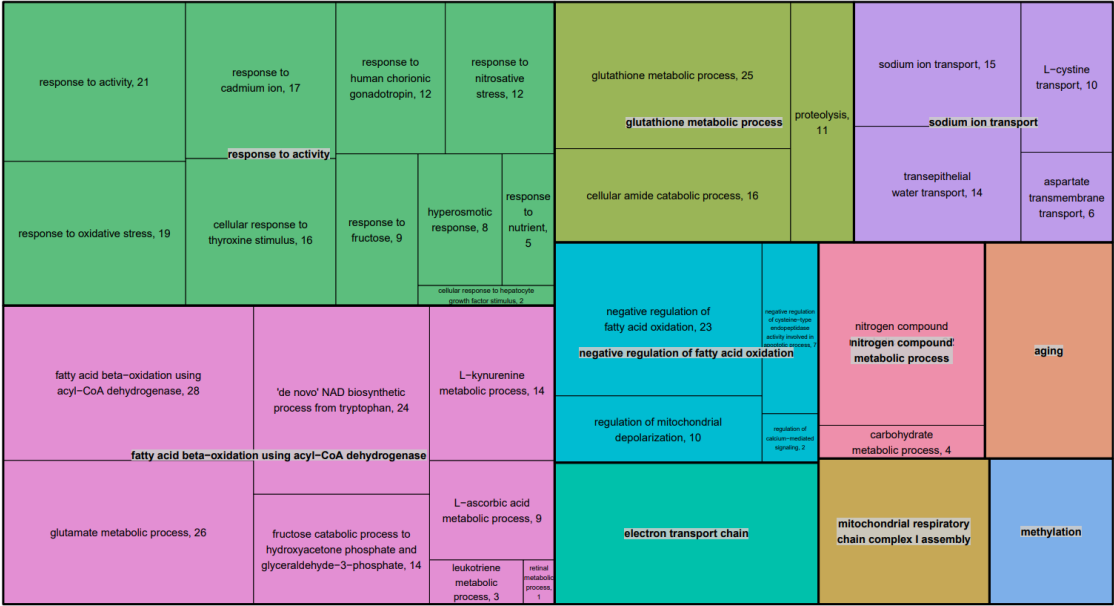 response to activity, 21
response to
cadmium ion, 17
response to
human chorionic
gonadotropin, 12
response to
nitrosative
stress, 12
response to activity
response to oxidative stress, 19
cellular response to
thyroxine stimulus, 16
response to
fructose, 9
hyperosmotic
response, 8
response
to
nutrient,
5
cellular response to hepatocyte
growth factor stimulus, 2
glutathione metabolic process, 25
glutathione metabolic process
proteolysis,
11
cellular amide catabolic process, 16
sodium ion transport, 15
L−cystine
transport, 10
sodium ion transport
transepithelial
water transport, 14
aspartate
transmembrane
transport, 6
fatty acid beta−oxidation using
acyl−CoA dehydrogenase, 28
'de novo' NAD biosynthetic
process from tryptophan, 24
L−kynurenine
metabolic process, 14
fatty acid beta−oxidation using acyl−CoA dehydrogenase
glutamate metabolic process, 26
fructose catabolic process to
hydroxyacetone phosphate and
glyceraldehyde−3−phosphate, 14
L−ascorbic acid
metabolic process, 9
leukotriene
metabolic
process, 3
retinal
metabolic
process,
1
negative regulation of
fatty acid oxidation, 23
negative regulation of fatty acid oxidation
negative regulation
of cysteine−type
endopeptidase
activity involved in
apoptotic process, 7
regulation of mitochondrial
depolarization, 10
regulation of
calcium−mediated
signaling, 2
nitrogen compound
nitrogen compound
metabolic process
carbohydrate
metabolic process, 4
aging
electron transport chain
mitochondrial respiratory
chain complex I assembly
methylation